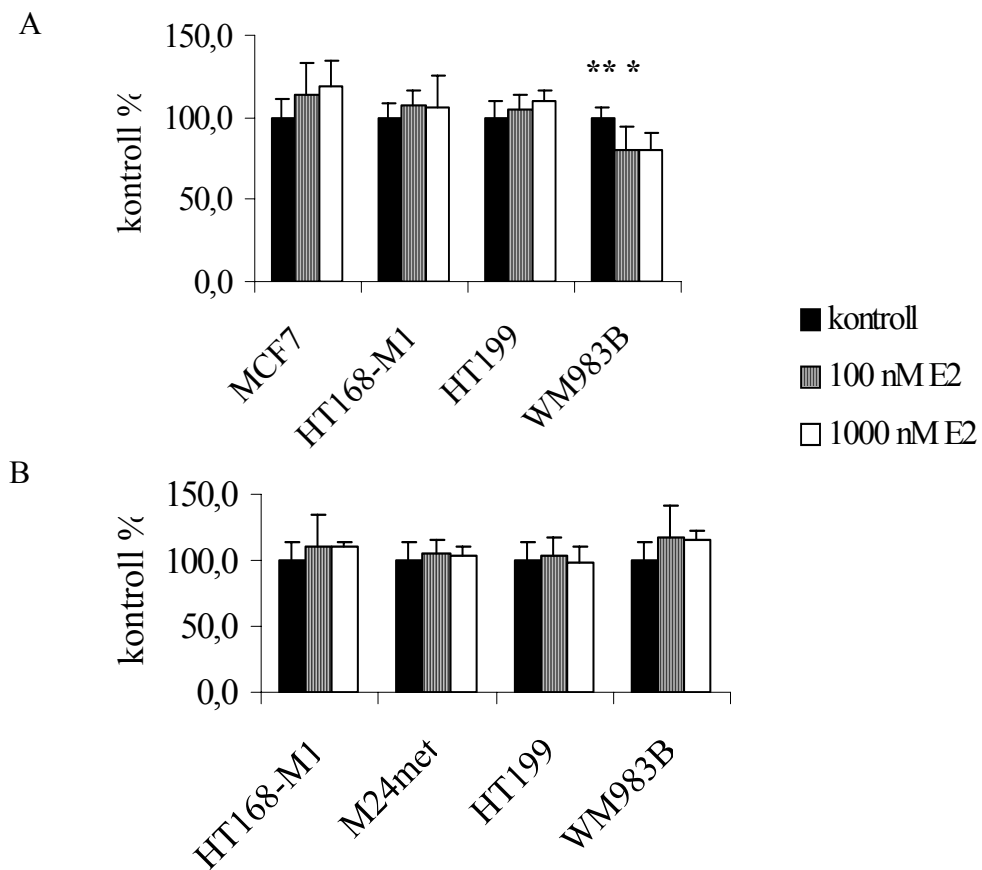 A
150,0
100,0
50,0
0,0
kontroll %
** *
MCF7
HT168-M1
HT199
WM983B
kontroll
100 nM E2
1000 nM E2
B
150,0
100,0
50,0
0,0
kontroll %
HT168-M1
M24met
HT199
WM983B